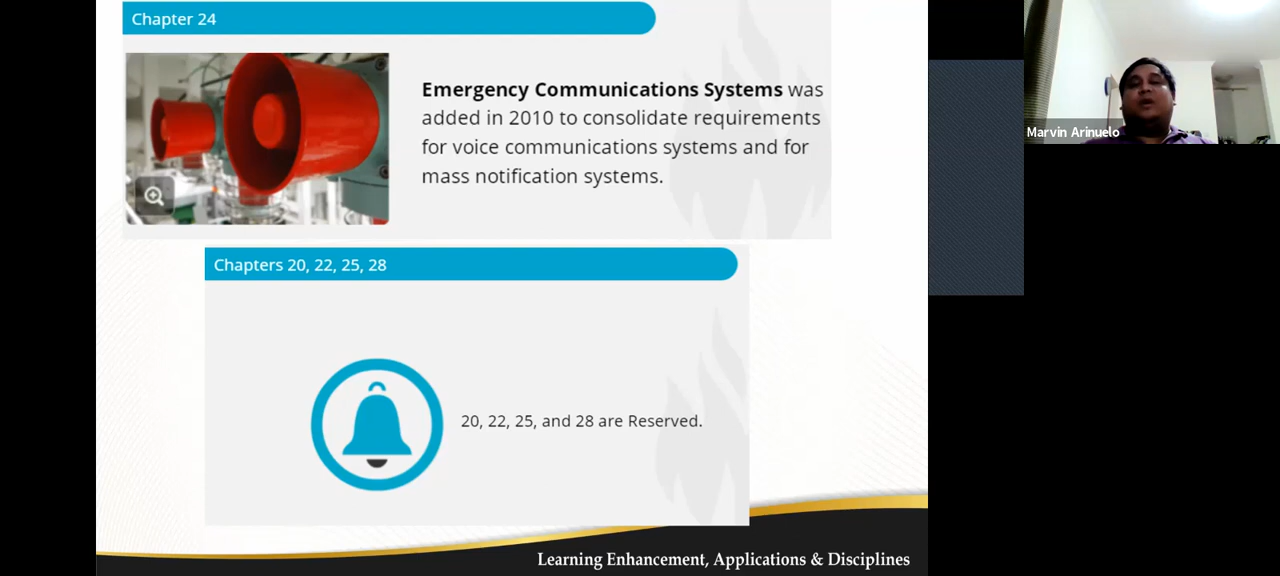 Chapter 24
Emergency Communications Systems was
added in 2010 to consolidate requirements
for voice communications systems and for
mass notification systems.
Marvin Arinuelo
Chapters 20, 22, 25, 28
20, 22, 25, and 28 are Reserved.
Learning Enhancement, Applications & Disciplines